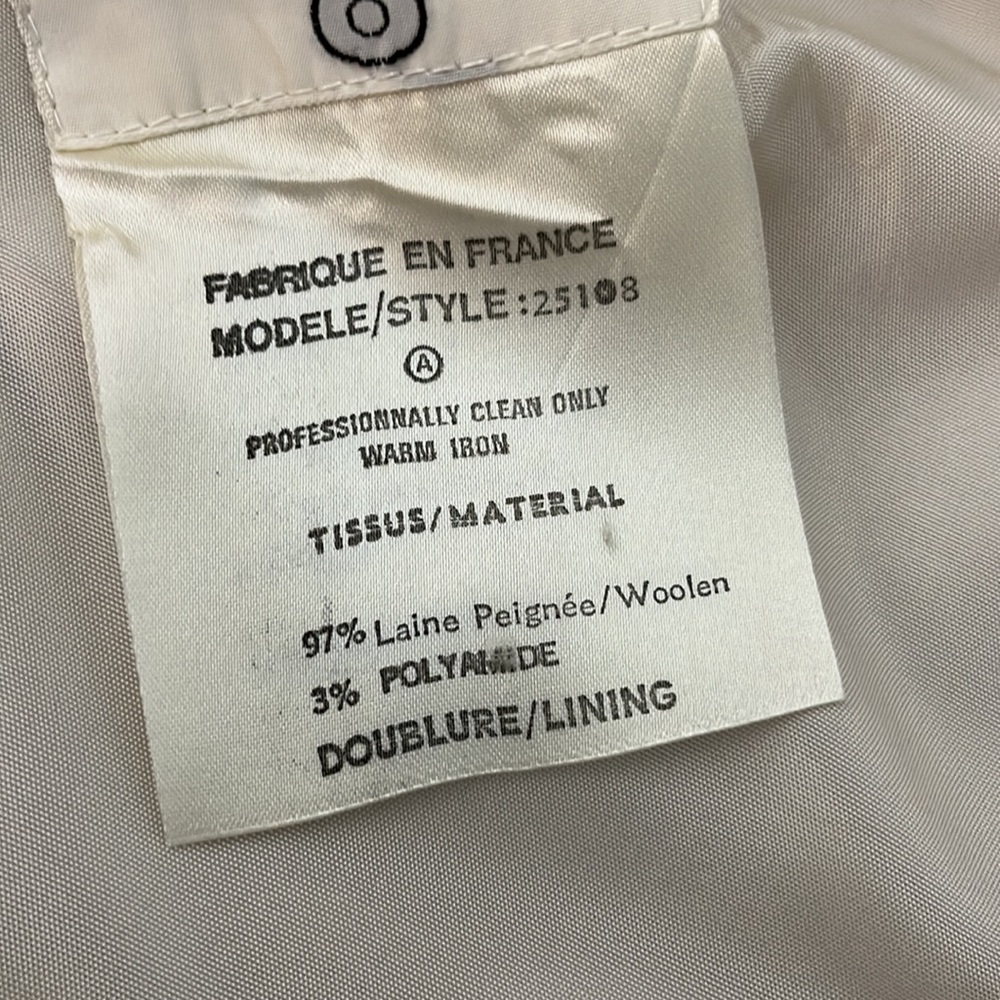 FABRIQUE EN FRANCE
MODELE/STYLE:25108
Ⓐ
PROFESSIONNALLY CLEAN ONLY
WARM IRON
TISSUS/MATERIAL
97% Laine Peignée/Woolen
3% POLYAMIDE
DOUBLURE/LINING